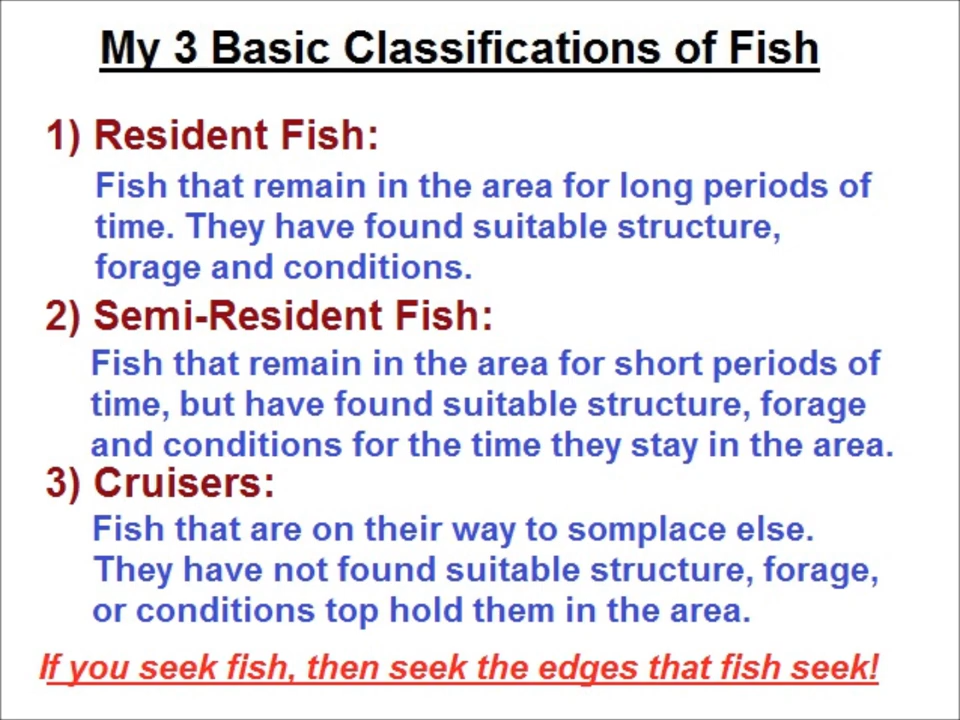 My 3 Basic Classifications of Fish
1) Resident Fish:
Fish that remain in the area for long periods of
time. They have found suitable structure,
forage and conditions.
2) Semi-Resident Fish:
Fish that remain in the area for short periods of
time, but have found suitable structure, forage
and conditions for the time they stay in the area.
3) Cruisers:
Fish that are on their way to somplace else.
They have not found suitable structure, forage,
or conditions top hold them in the area.
If you seek fish, then seek the edges that fish seek!